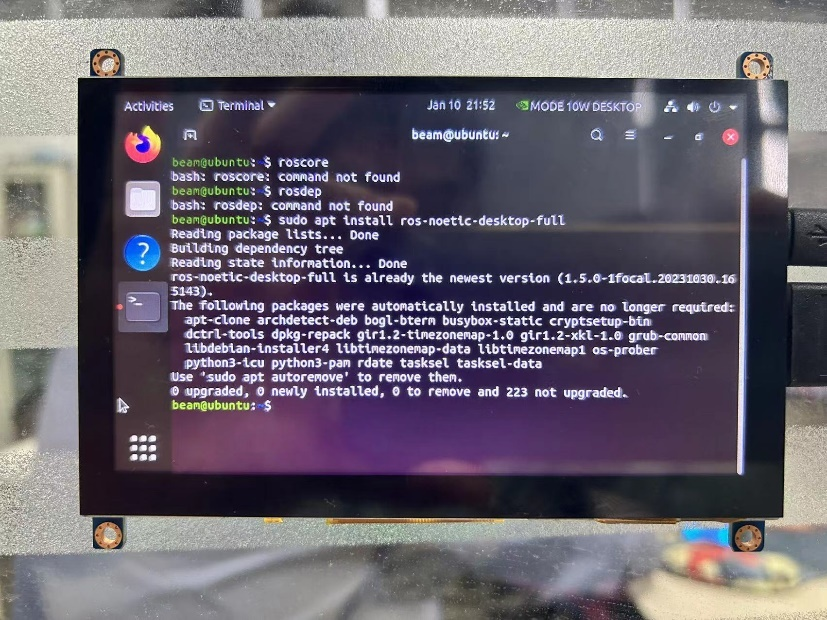 Activities Terminal Jan 10 21:52 MODE 10W DESKTOP
beam@ubuntu: ~
beam@ubuntu:~$ roscore
bash: roscore: command not found
beam@ubuntu:~$ rosdep
bash: rosdep: command not found
beam@ubuntu:~$ sudo apt install ros-noetic-desktop-full
Reading package lists... Done
Building dependency tree
Reading state information... Done
ros-noetic-desktop-full is already the newest version (1.5.0-1focal.20231030.16
5143).
The following packages were automatically installed and are no longer required:
apt-clone archdetect-deb bogl-bterm busybox-static cryptsetup-bin
dctrl-tools dpkg-repack gir1.2-timezonemap-1.0 gir1.2-xkl-1.0 grub-common
libdebian-installer4 libtimezonemap-data libtimezonemap1 os-prober
python3-icu python3-pam rdate tasksel tasksel-data
Use 'sudo apt autoremove' to remove them.
0 upgraded, 0 newly installed, 0 to remove and 223 not upgraded.
beam@ubuntu:~$